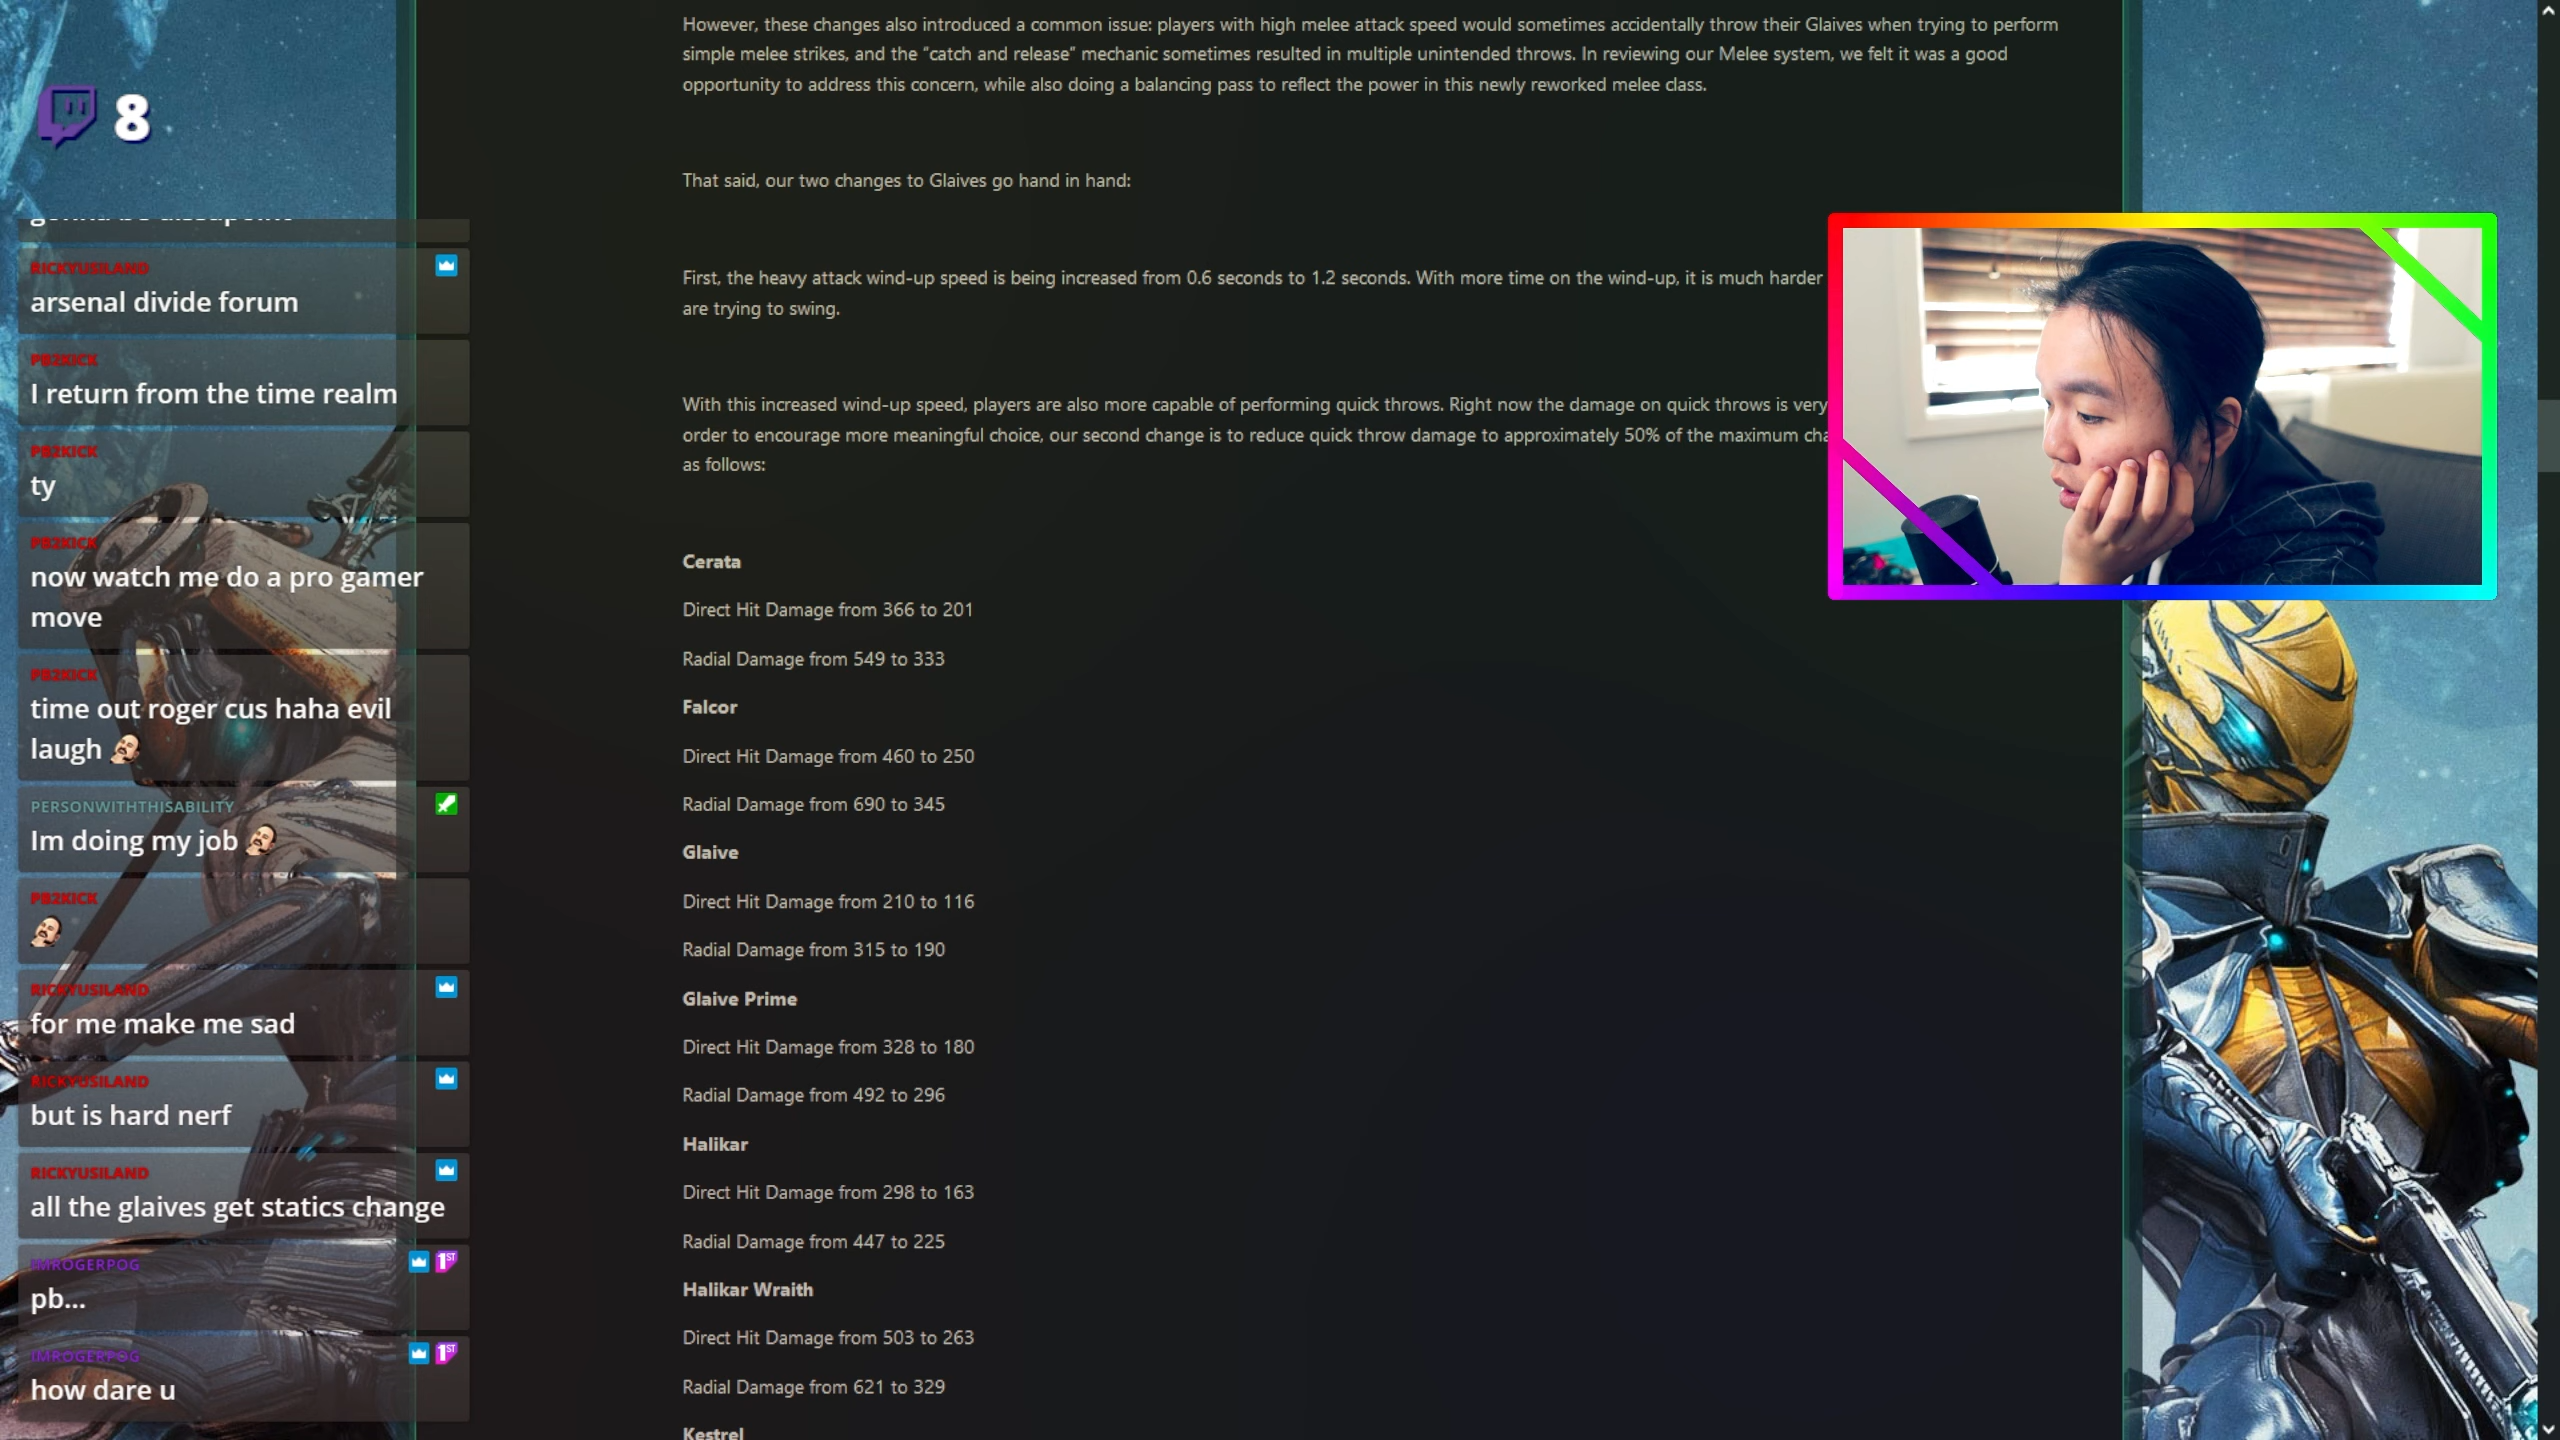 8
RICKYUSILAND
arsenal divide forum
PB2KICK
I return from the time realm
PB2KICK
ty
PB2KICK
now watch me do a pro gamer
move
PB2KICK
time out roger cus haha evil
laugh
PERSONWITHTHISABILITY
Im doing my job
PB2KICK
RICKYUSILAND
for me make me sad
RICKYUSILAND
but is hard nerf
RICKYUSILAND
all the glaives get statics change
IMROGERPOG
1ST
pb...
IMROGERPOG
1ST
how dare u
However, these changes also introduced a common issue: players with high melee attack speed would sometimes accidentally throw their Glaives when trying to perform
simple melee strikes, and the “catch and release” mechanic sometimes resulted in multiple unintended throws. In reviewing our Melee system, we felt it was a good
opportunity to address this concern, while also doing a balancing pass to reflect the power in this newly reworked melee class.
That said, our two changes to Glaives go hand in hand:
First, the heavy attack wind-up speed is being increased from 0.6 seconds to 1.2 seconds. With more time on the wind-up, it is much harder
are trying to swing.
With this increased wind-up speed, players are also more capable of performing quick throws. Right now the damage on quick throws is very
order to encourage more meaningful choice, our second change is to reduce quick throw damage to approximately 50% of the maximum cha
as follows:
Cerata
Direct Hit Damage from 366 to 201
Radial Damage from 549 to 333
Falcor
Direct Hit Damage from 460 to 250
Radial Damage from 690 to 345
Glaive
Direct Hit Damage from 210 to 116
Radial Damage from 315 to 190
Glaive Prime
Direct Hit Damage from 328 to 180
Radial Damage from 492 to 296
Halikar
Direct Hit Damage from 298 to 163
Radial Damage from 447 to 225
Halikar Wraith
Direct Hit Damage from 503 to 263
Radial Damage from 621 to 329
Kestrel